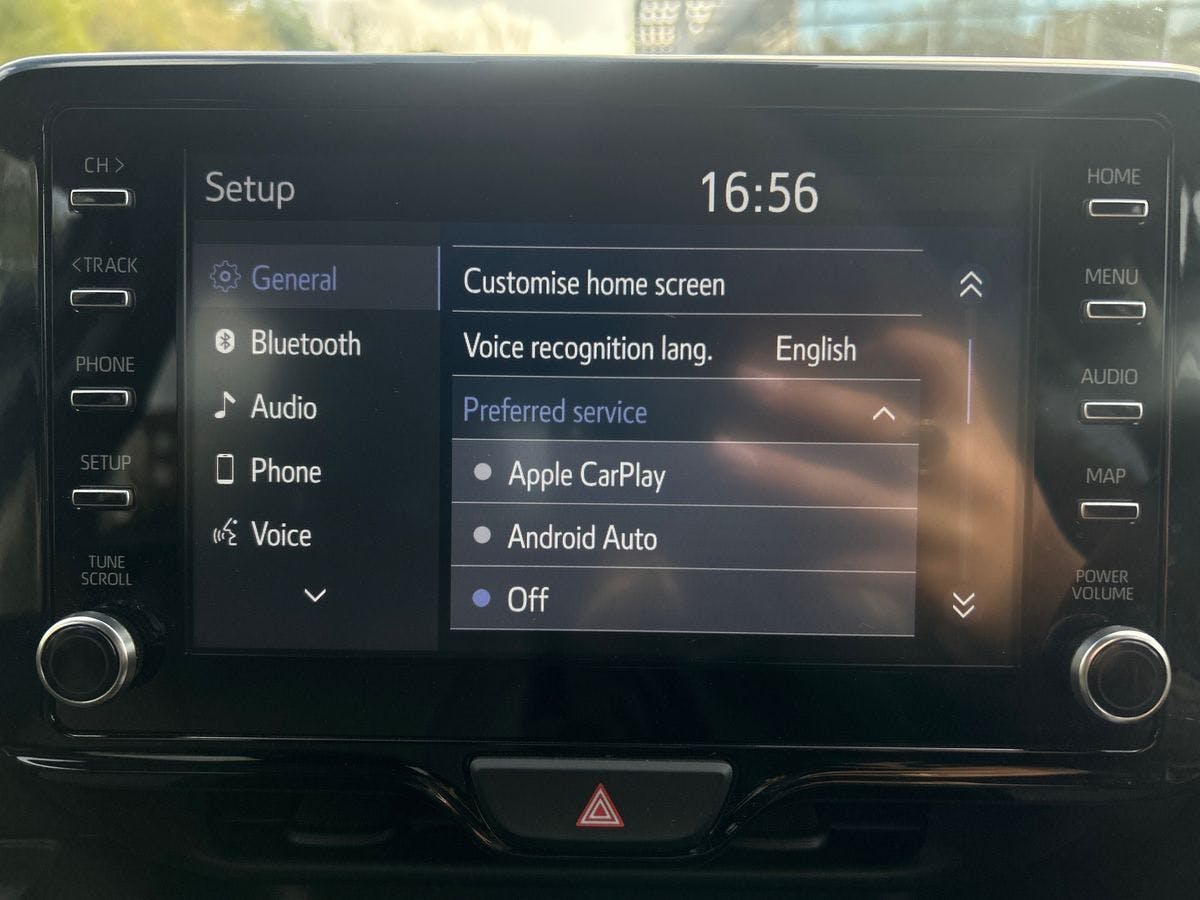 CH >
<TRACK
PHONE
SETUP
TUNE
SCROLL
Setup
16:56
General
Bluetooth
Audio
Phone
Voice
Customise home screen
Voice recognition lang. English
Preferred service
Apple CarPlay
Android Auto
Off
HOME
MENU
AUDIO
MAP
POWER
VOLUME